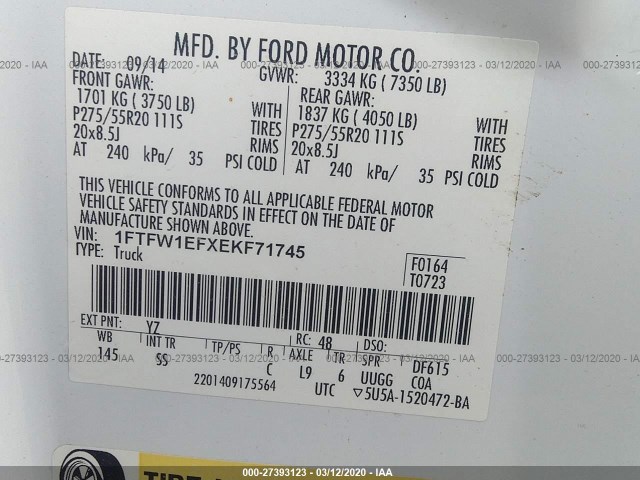 MFD. BY FORD MOTOR CO.
DATE: 09/14 GVWR: 3334 KG ( 7350 LB)
FRONT GAWR: REAR GAWR:
1701 KG ( 3750 LB) WITH 1837 KG ( 4050 LB) WITH
P275/55R20 111S TIRES P275/55R20 111S TIRES
20x8.5J RIMS 20x8.5J RIMS
AT 240 kPa/ 35 PSI COLD AT 240 kPa/ 35 PSI COLD
THIS VEHICLE CONFORMS TO ALL APPLICABLE FEDERAL MOTOR
VEHICLE SAFETY STANDARDS IN EFFECT ON THE DATE OF
MANUFACTURE SHOWN ABOVE.
VIN: 1FTFW1EFXEKF71745
TYPE: Truck
F0164
T0723
EXT PNT: YZ RC: 48 DSO:
WB INT TR TP/PS R AXLE TR SPR DF615
145 SS C L9 6 UUGG COA
2201409175564 UTC ▽5U5A-1520472-BA
TIRE
000-27393123 - 03/12/2020 - IAA